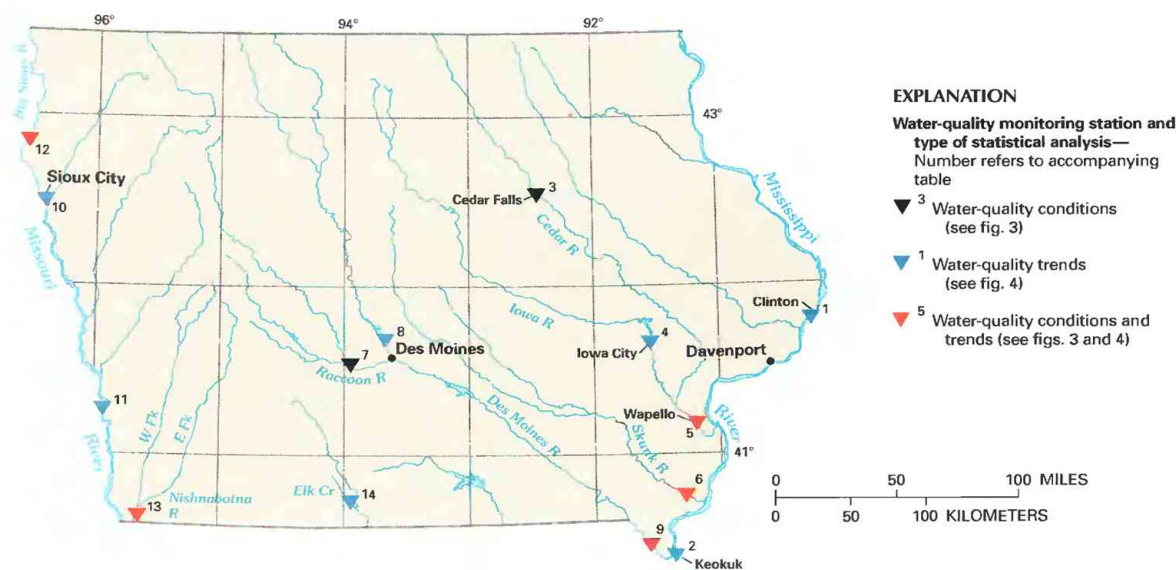 96°
94°
92°
Big Sioux R
43°
12
Sioux City
10
3
Cedar Falls
Cedar R
Mississippi
Missouri
Clinton
1
Iowa R
8
4
Des Moines
Iowa City
Davenport
7
Raccoon R
11
W Fk
E Fk
Des Moines R
Wapello
5
River
River
Skunk R
41°
6
Elk Cr
14
13
Nishnabotna
R
9
2
Keokuk
EXPLANATION
Water-quality monitoring station and
type of statistical analysis—
Number refers to accompanying
table
3 Water-quality conditions
(see fig. 3)
1 Water-quality trends
(see fig. 4)
5 Water-quality conditions and
trends (see figs. 3 and 4)
0 50 100 MILES
0 50 100 KILOMETERS